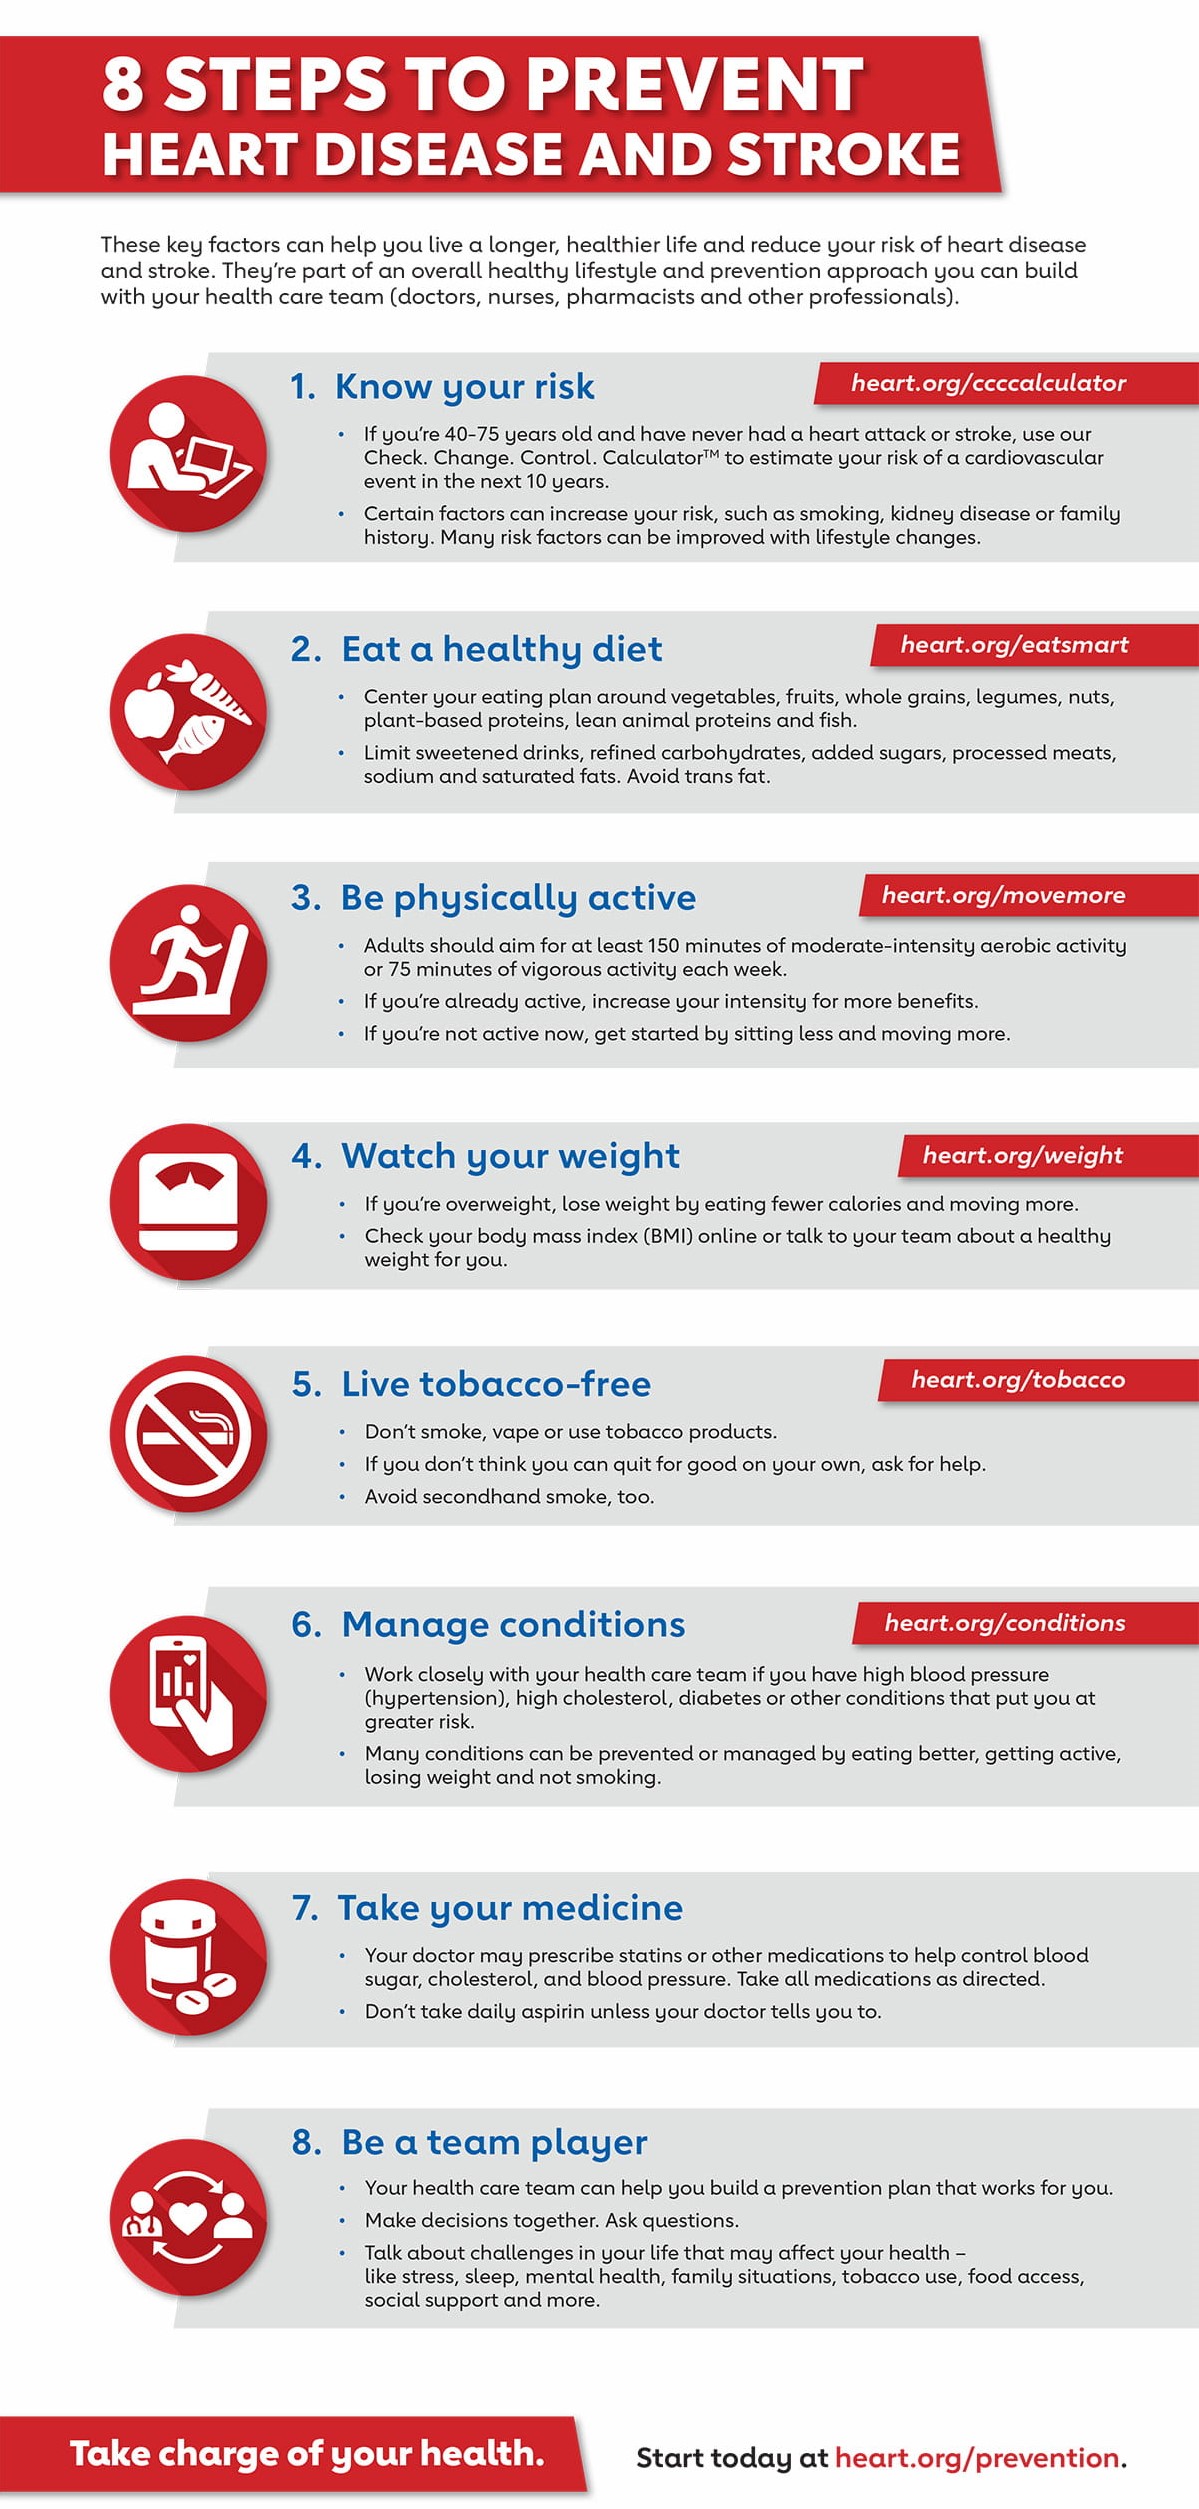 8 STEPS TO PREVENT
HEART DISEASE AND STROKE
These key factors can help you live a longer, healthier life and reduce your risk of heart disease
and stroke. They're part of an overall healthy lifestyle and prevention approach you can build
with your health care team (doctors, nurses, pharmacists and other professionals).
1. Know your risk
heart.org/ccccalculator
• If you're 40-75 years old and have never had a heart attack or stroke, use our
Check. Change. Control. Calculator™ to estimate your risk of a cardiovascular
event in the next 10 years.
• Certain factors can increase your risk, such as smoking, kidney disease or family
history. Many risk factors can be improved with lifestyle changes.
2. Eat a healthy diet
heart.org/eatsmart
• Center your eating plan around vegetables, fruits, whole grains, legumes, nuts,
plant-based proteins, lean animal proteins and fish.
• Limit sweetened drinks, refined carbohydrates, added sugars, processed meats,
sodium and saturated fats. Avoid trans fat.
3. Be physically active
heart.org/movemore
• Adults should aim for at least 150 minutes of moderate-intensity aerobic activity
or 75 minutes of vigorous activity each week.
• If you're already active, increase your intensity for more benefits.
• If you're not active now, get started by sitting less and moving more.
4. Watch your weight
heart.org/weight
• If you're overweight, lose weight by eating fewer calories and moving more.
• Check your body mass index (BMI) online or talk to your team about a healthy
weight for you.
5. Live tobacco-free
heart.org/tobacco
• Don't smoke, vape or use tobacco products.
• If you don't think you can quit for good on your own, ask for help.
• Avoid secondhand smoke, too.
6. Manage conditions
heart.org/conditions
• Work closely with your health care team if you have high blood pressure
(hypertension), high cholesterol, diabetes or other conditions that put you at
greater risk.
• Many conditions can be prevented or managed by eating better, getting active,
losing weight and not smoking.
7. Take your medicine
• Your doctor may prescribe statins or other medications to help control blood
sugar, cholesterol, and blood pressure. Take all medications as directed.
• Don't take daily aspirin unless your doctor tells you to.
8. Be a team player
• Your health care team can help you build a prevention plan that works for you.
• Make decisions together. Ask questions.
• Talk about challenges in your life that may affect your health –
like stress, sleep, mental health, family situations, tobacco use, food access,
social support and more.
Take charge of your health.
Start today at heart.org/prevention.